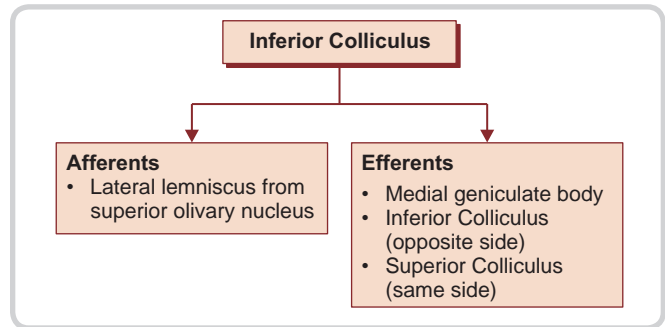 Inferior Colliculus
Afferents
• Lateral lemniscus from
superior olivary nucleus
Efferents
• Medial geniculate body
• Inferior Colliculus
(opposite side)
• Superior Colliculus
(same side)